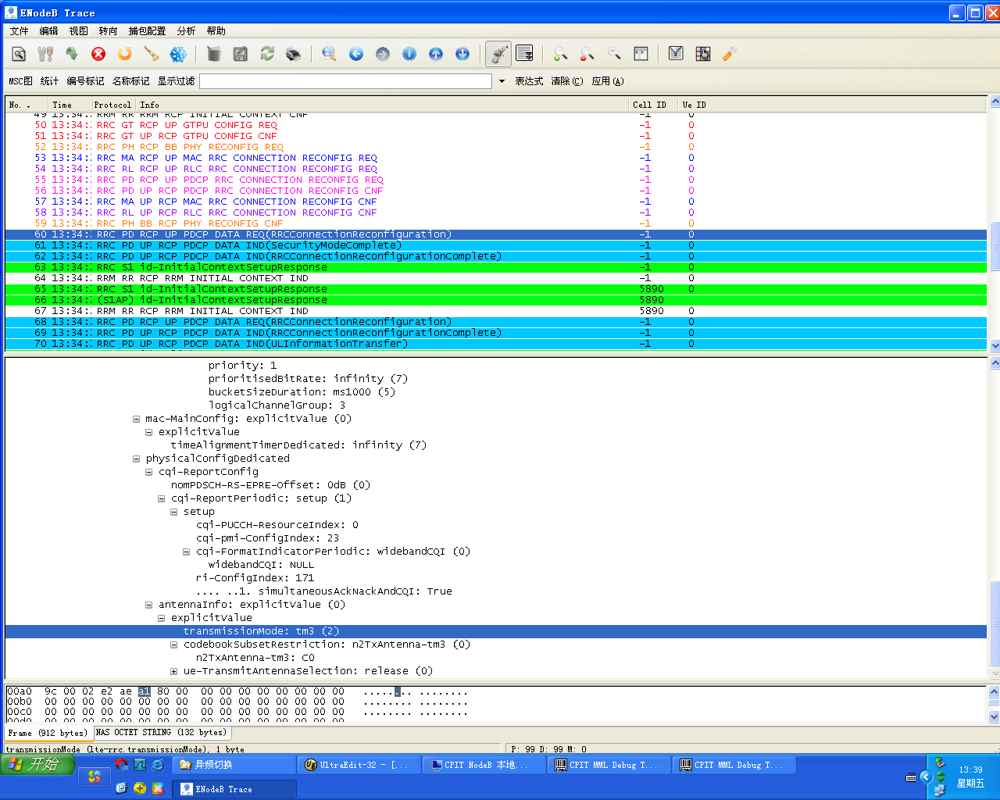 ENodeB Trace
文件 编辑 视图 转向 捕包配置 分析 帮助
MSC图 统计 编号标记 名称标记 显示过滤 表达式 清除(C) 应用(A)
No. . Time Protocol Info Cell ID Ue ID
49 13:34: RRM RR RRM RCP INITIAL CONTEXT CNF -1 0
50 13:34: RRC GT RCP UP GTPU CONFIG REQ -1 0
51 13:34: RRC GT UP RCP GTPU CONFIG CNF -1 0
52 13:34: RRC PH RCP BB PHY RECONFIG REQ -1 0
53 13:34: RRC MA RCP UP MAC RRC CONNECTION RECONFIG REQ -1 0
54 13:34: RRC RL RCP UP RLC RRC CONNECTION RECONFIG REQ -1 0
55 13:34: RRC PD RCP UP PDCP RRC CONNECTION RECONFIG REQ -1 0
56 13:34: RRC PD UP RCP PDCP RRC CONNECTION RECONFIG CNF -1 0
57 13:34: RRC MA UP RCP MAC RRC CONNECTION RECONFIG CNF -1 0
58 13:34: RRC RL UP RCP RLC RRC CONNECTION RECONFIG CNF -1 0
59 13:34: RRC PH BB RCP PHY RECONFIG CNF -1 0
60 13:34: RRC PD RCP UP PDCP DATA REQ(RRCConnectionReconfiguration) -1 0
61 13:34: RRC PD UP RCP PDCP DATA IND(SecurityModeComplete) -1 0
62 13:34: RRC PD UP RCP PDCP DATA IND(RRCConnectionReconfigurationComplete) -1 0
63 13:34: RRC S1 id-InitialContextSetupResponse -1 0
64 13:34: RRM RR RCP RRM INITIAL CONTEXT IND -1 0
65 13:34: RRC S1 id-InitialContextSetupResponse 5890 0
66 13:34: (S1AP) id-InitialContextSetupResponse 5890
67 13:34: RRM RR RCP RRM INITIAL CONTEXT IND 5890 0
68 13:34: RRC PD RCP UP PDCP DATA REQ(RRCConnectionReconfiguration) -1 0
69 13:34: RRC PD UP RCP PDCP DATA IND(RRCConnectionReconfigurationComplete) -1 0
70 13:34: RRC PD UP RCP PDCP DATA IND(ULInformationTransfer) -1 0
priority: 1
prioritisedBitRate: infinity (7)
bucketSizeDuration: ms1000 (5)
logicalChannelGroup: 3
mac-MainConfig: explicitValue (0)
explicitValue
timeAlignmentTimerDedicated: infinity (7)
physicalConfigDedicated
cqi-ReportConfig
nomPDSCH-RS-EPRE-Offset: 0dB (0)
cqi-ReportPeriodic: setup (1)
setup
cqi-PUCCH-ResourceIndex: 0
cqi-pmi-ConfigIndex: 23
cqi-FormatIndicatorPeriodic: widebandCQI (0)
widebandCQI: NULL
ri-ConfigIndex: 171
.... ..1. simultaneousAckNackAndCQI: True
antennaInfo: explicitValue (0)
explicitValue
transmissionMode: tm3 (2)
codebookSubsetRestriction: n2TxAntenna-tm3 (0)
n2TxAntenna-tm3: C0
ue-TransmitAntennaSelection: release (0)
00a0 9c 00 02 e2 ae a1 80 00 00 00 00 00 00 00 00 00 ........ ........
00b0 00 00 00 00 00 00 00 00 00 00 00 00 00 00 00 00 ........ ........
00c0 00 00 00 00 00 00 00 00 00 00 00 00 00 00 00 00 ........ ........
00d0 00 00 00 00 00 00 00 00 00 00 00 00 00 00 00 00
Frame (912 bytes) NAS OCTET STRING (132 bytes)
transmissionMode (lte-rrc.transmissionMode), 1 byte P: 99 D: 99 M: 0
开始 异频切换 UltraEdit-32 - [... CPIT NodeB 本地... CPIT MML Debug T... CPIT MML Debug T... 13:39
ENodeB Trace 星期五